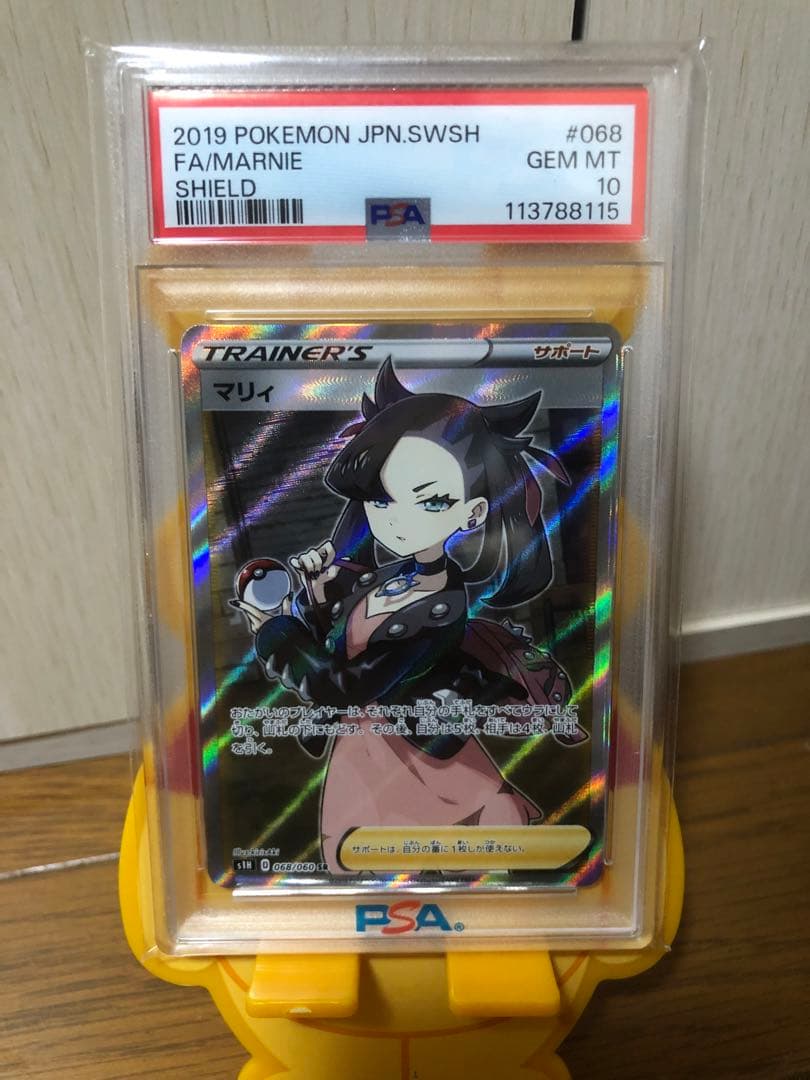 2019 POKEMON JPN.SWSH #068
FA/MARNIE GEM MT
SHIELD 10
PSA 113788115
TRAINER'S サポート
マリィ
おたがいのプレイヤーは、それぞれ自分の手札をすべてウラにして
切り、山札の下にもどす。その後、自分は5枚、相手は4枚、山札
を引く。
サポートは、自分の番に1枚しか使えない。
s1H D 068/060 SR
PSA®